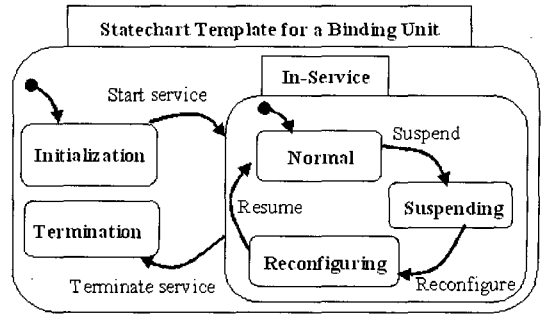 Statechart Template for a Binding Unit
In-Service
Start service
Initialization
Normal
Suspend
Suspending
Resume
Termination
Reconfiguring
Reconfigure
Terminate service